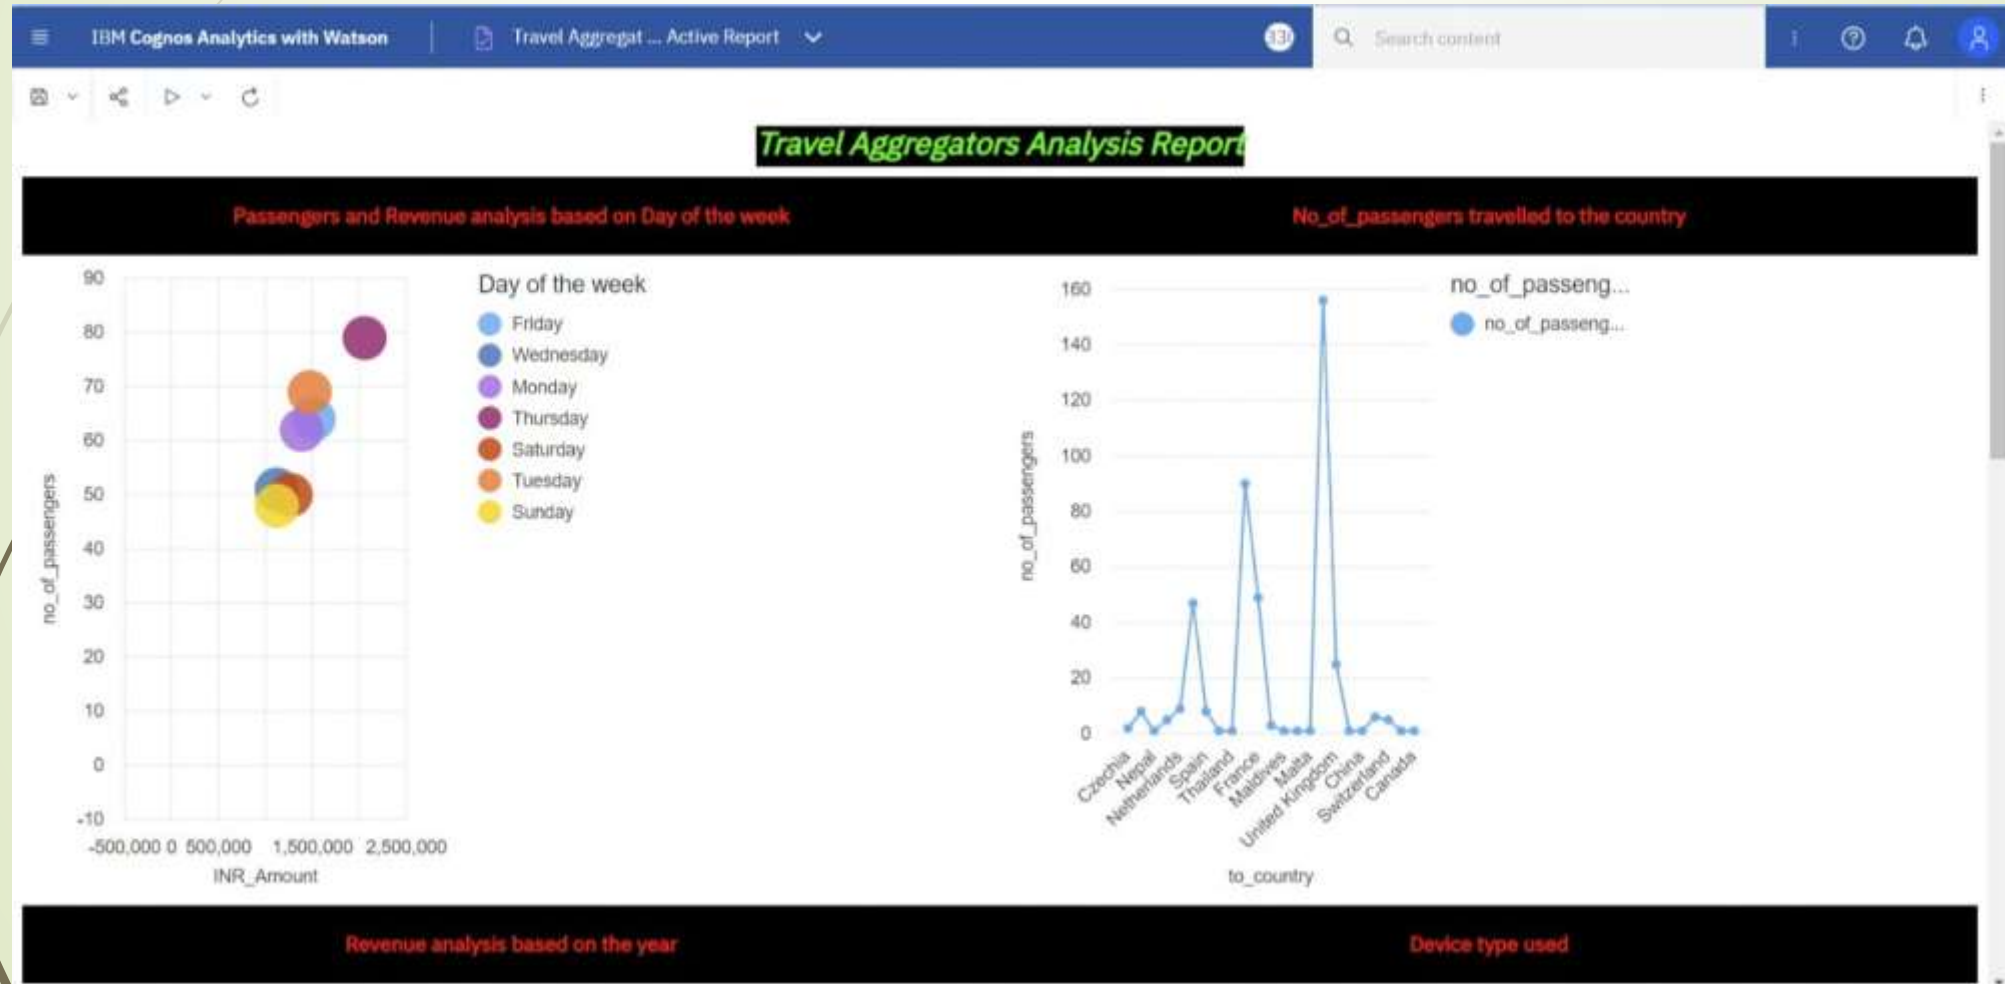 IBM Cognos Analytics with Watson
Travel Aggregat ... Active Report
Search content
Travel Aggregators Analysis Report
Passengers and Revenue analysis based on Day of the week
No_of_passengers travelled to the country
90
80
70
60
50
40
30
20
10
0
-10
no_of_passengers
-500,000 0 500,000 1,500,000 2,500,000
INR_Amount
Day of the week
Friday
Wednesday
Monday
Thursday
Saturday
Tuesday
Sunday
160
140
120
100
80
60
40
20
0
no_of_passengers
Czechia
Nepal
Netherlands
Spain
Thailand
France
Maldives
Malta
United Kingdom
China
Switzerland
Canada
to_country
no_of_passeng...
no_of_passeng...
Revenue analysis based on the year
Device type used